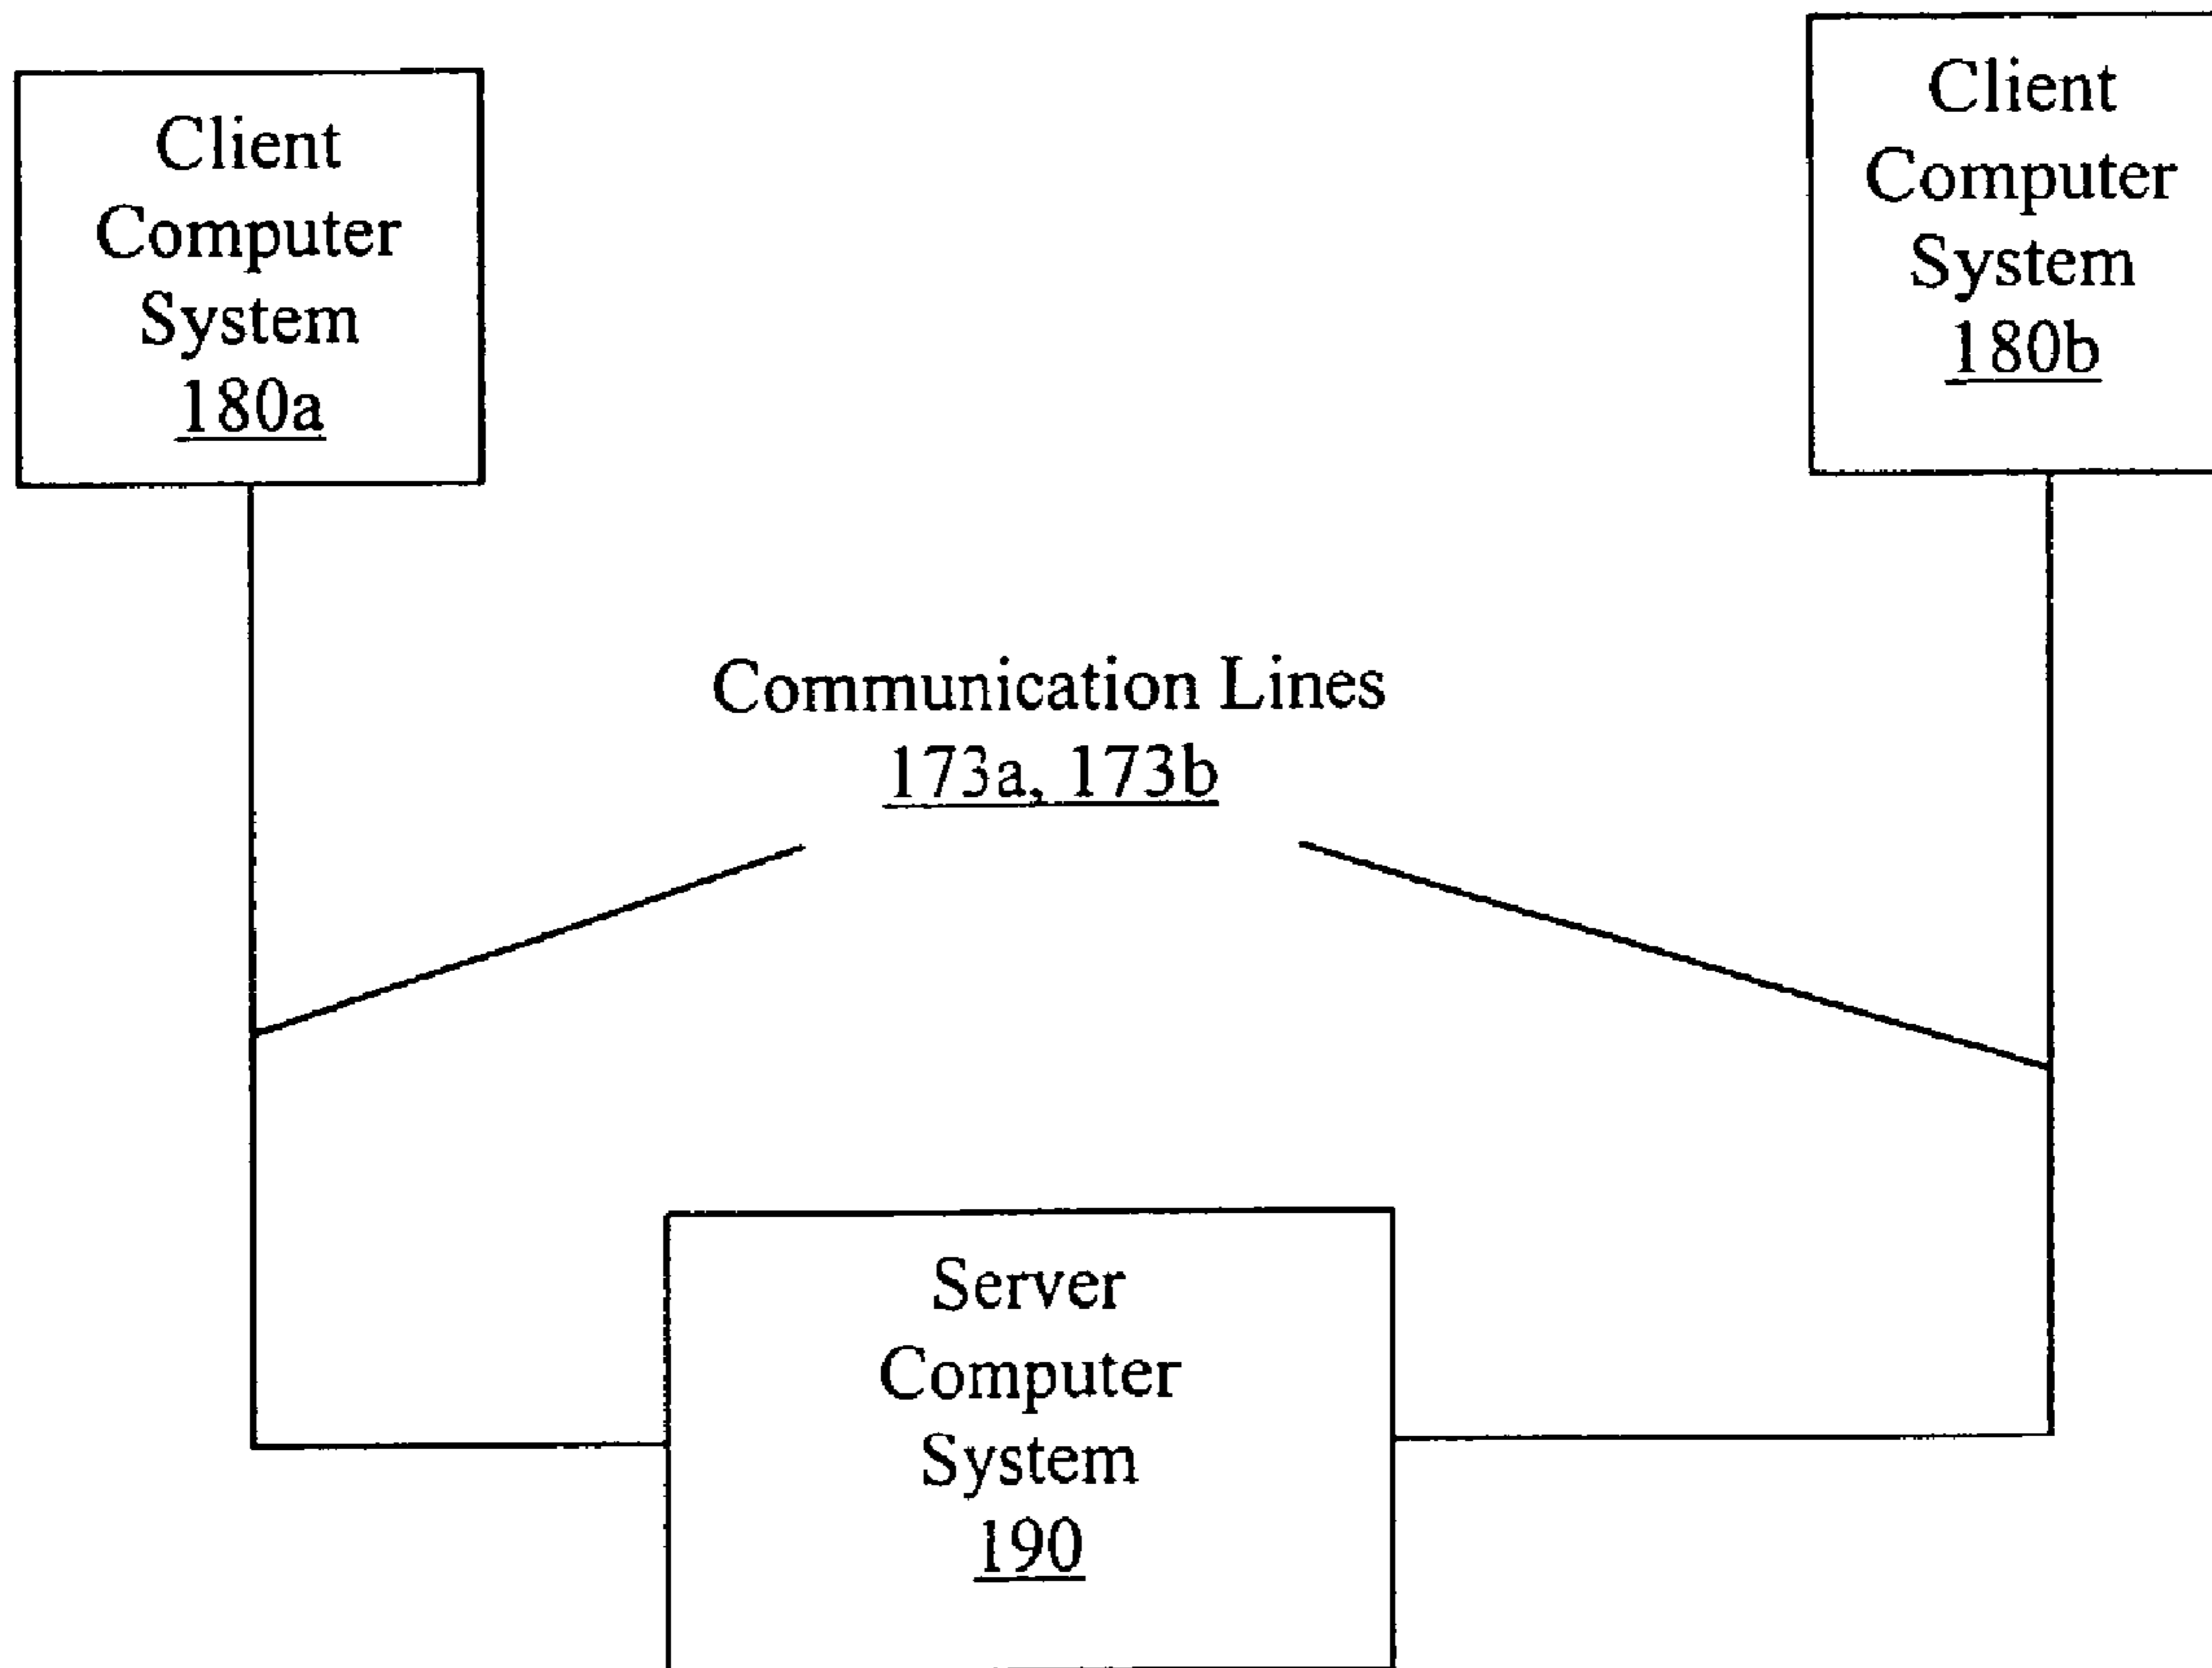 Client
Computer
System
180a
Client
Computer
System
180b
Communication Lines
173a, 173b
Server
Computer
System
190